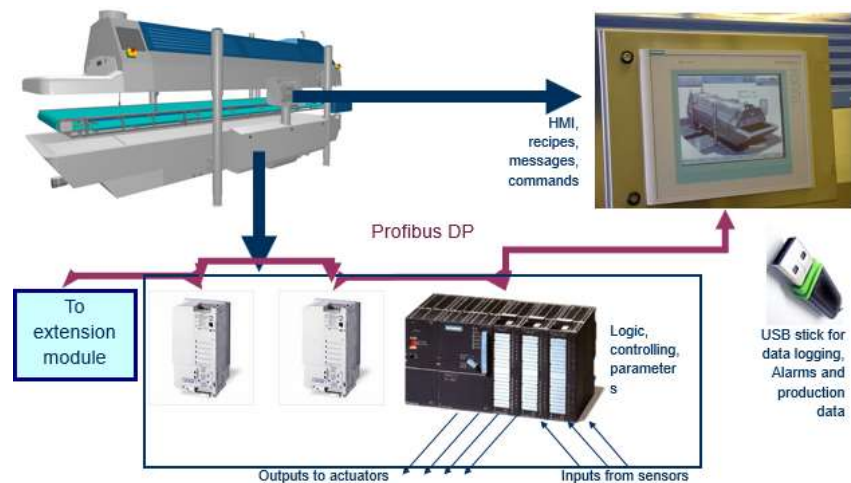 HMI,
recipes,
messages,
commands
Profibus DP
To
extension
module
Logic,
controlling,
parameter
s
USB stick for
data logging,
Alarms and
production
data
Outputs to actuators
Inputs from sensors